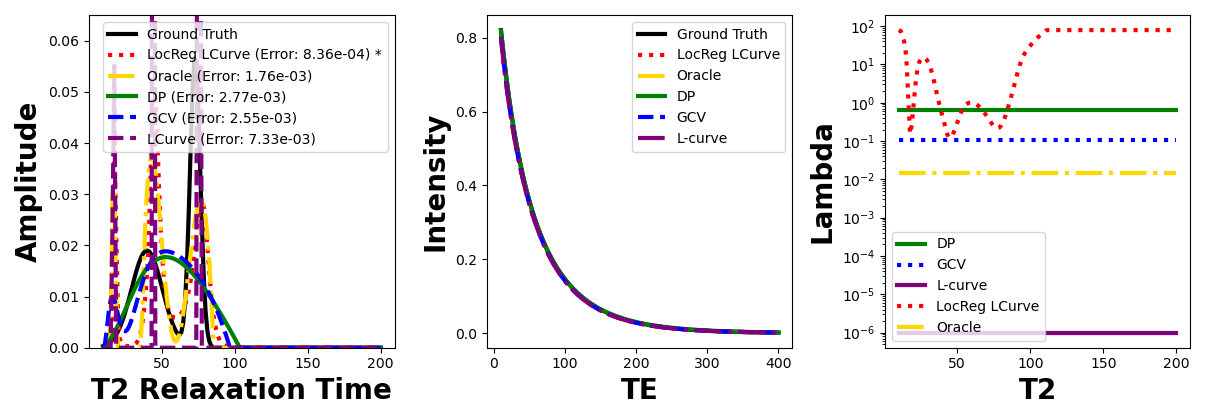 Amplitude
0.06
0.05
0.04
0.03
0.02
0.01
0.00
Ground Truth
LocReg LCurve (Error: 8.36e-04) *
Oracle (Error: 1.76e-03)
DP (Error: 2.77e-03)
GCV (Error: 2.55e-03)
LCurve (Error: 7.33e-03)
50 100 150 200
T2 Relaxation Time
Intensity
0.8
0.6
0.4
0.2
0.0
Ground Truth
LocReg LCurve
Oracle
DP
GCV
L-curve
0 100 200 300 400
TE
Lambda
10²
10¹
10⁰
10⁻¹
10⁻²
10⁻³
10⁻⁴
10⁻⁵
10⁻⁶
DP
GCV
L-curve
LocReg LCurve
Oracle
50 100 150 200
T2